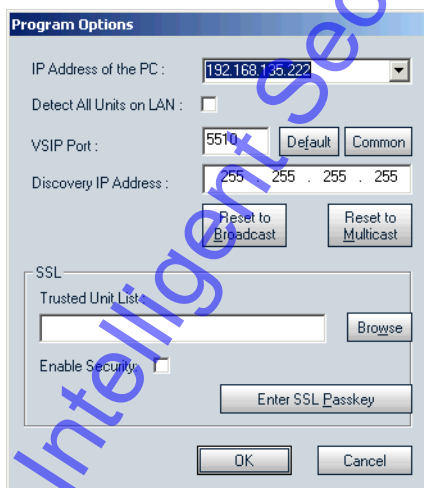 Program Options
IP Address of the PC : 192.168.135.222
Detect All Units on LAN :
VSIP Port : 5510 Default Common
Discovery IP Address : 255 . 255 . 255 . 255
Reset to Broadcast Reset to Multicast
SSL
Trusted Unit List :
Browse
Enable Security:
Enter SSL Passkey
OK Cancel
Intelligent Sec